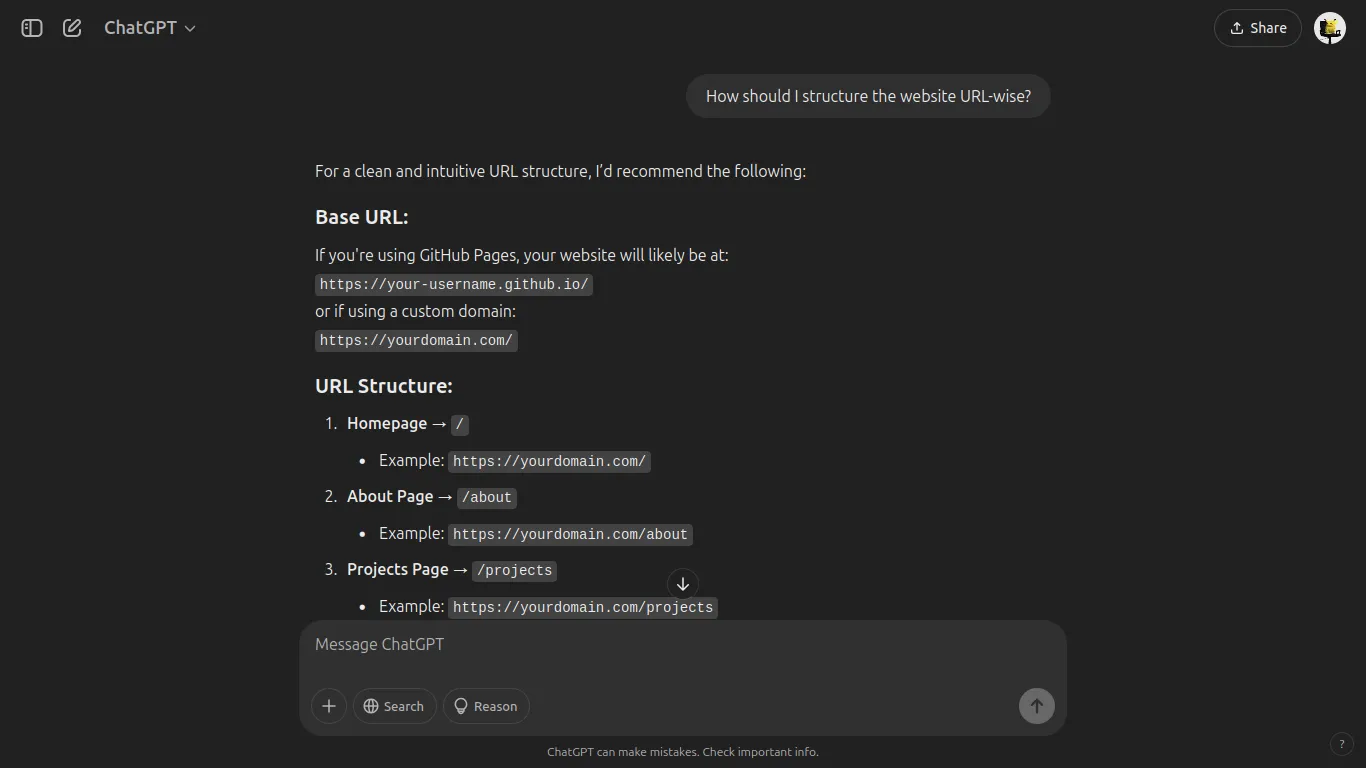 ChatGPT
Share
How should I structure the website URL-wise?
For a clean and intuitive URL structure, I’d recommend the following:
Base URL:
If you're using GitHub Pages, your website will likely be at:
https://your-username.github.io/
or if using a custom domain:
https://yourdomain.com/
URL Structure:
1. Homepage → /
• Example: https://yourdomain.com/
2. About Page → /about
• Example: https://yourdomain.com/about
3. Projects Page → /projects
• Example: https://yourdomain.com/projects
Message ChatGPT
Search Reason
ChatGPT can make mistakes. Check important info.
?